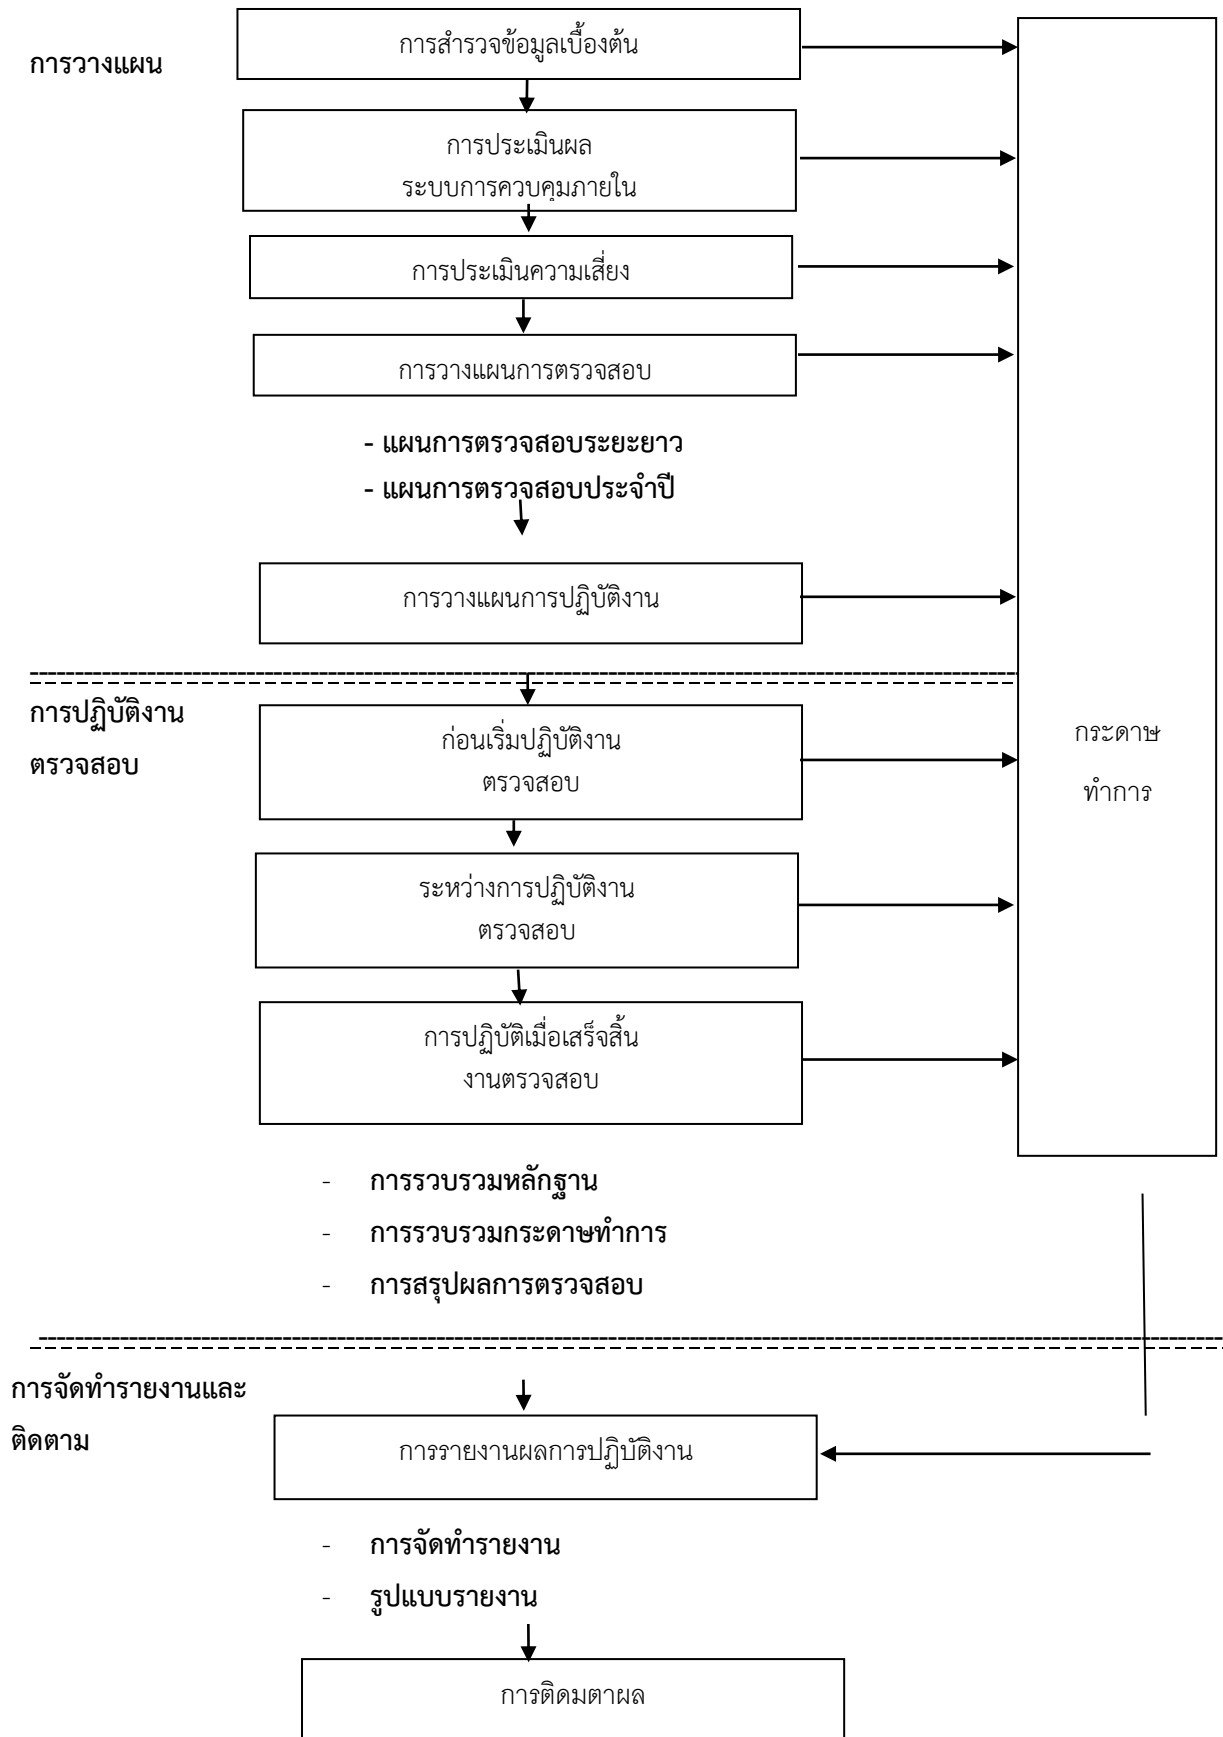 การสำรวจข้อมูลเบื้องต้น
การวางแผน
การประเมินผล
ระบบการควบคุมภายใน
การประเมินความเสี่ยง
การวางแผนการตรวจสอบ
- แผนการตรวจสอบระยะยาว
- แผนการตรวจสอบประจำปี
การวางแผนการปฏิบัติงาน
การปฏิบัติงาน
ตรวจสอบ
ก่อนเริ่มปฏิบัติงาน
ตรวจสอบ
กระดาษ
ทำการ
ระหว่างการปฏิบัติงาน
ตรวจสอบ
การปฏิบัติเมื่อเสร็จสิ้น
งานตรวจสอบ
- การรวบรวมหลักฐาน
- การรวบรวมกระดาษทำการ
- การสรุปผลการตรวจสอบ
การจัดทำรายงานและ
ติดตาม
การรายงานผลการปฏิบัติงาน
- การจัดทำรายงาน
- รูปแบบรายงาน
การติดมตาผล